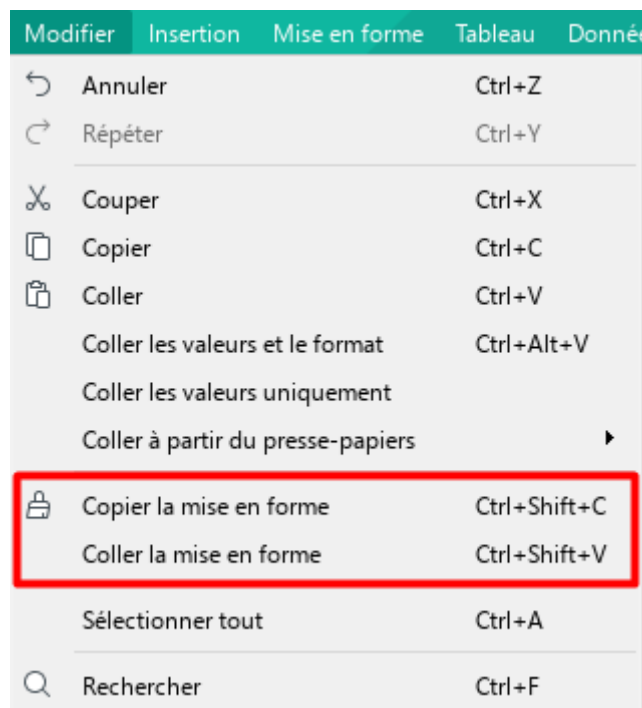 Modifier Insertion Mise en forme Tableau Donné
Annuler Ctrl+Z
Répéter Ctrl+Y
Couper Ctrl+X
Copier Ctrl+C
Coller Ctrl+V
Coller les valeurs et le format Ctrl+Alt+V
Coller les valeurs uniquement
Coller à partir du presse-papiers
Copier la mise en forme Ctrl+Shift+C
Coller la mise en forme Ctrl+Shift+V
Sélectionner tout Ctrl+A
Rechercher Ctrl+F